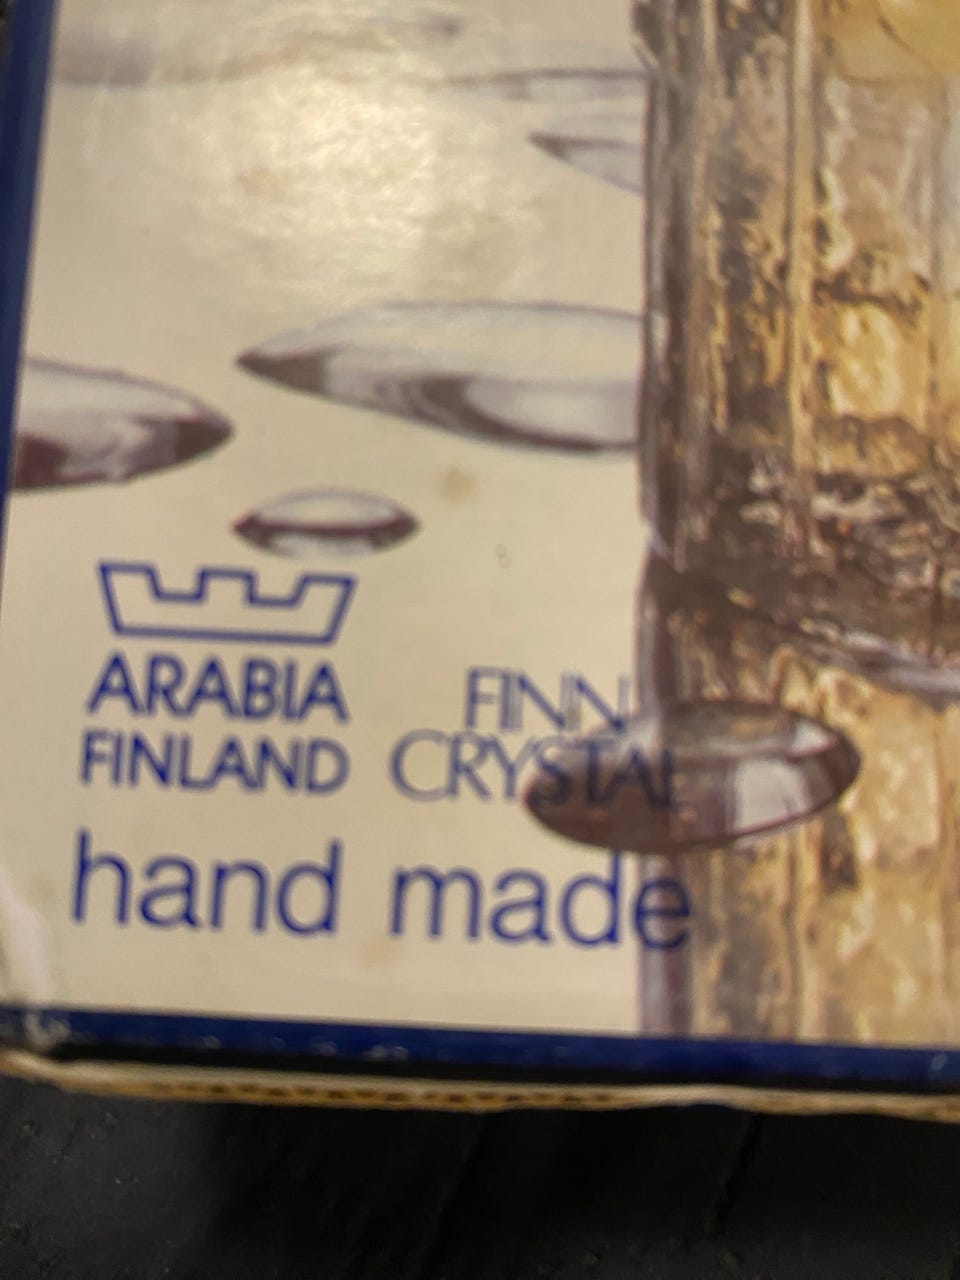 ARABIA
FINLAND
FINN
CRYSTAL
hand made